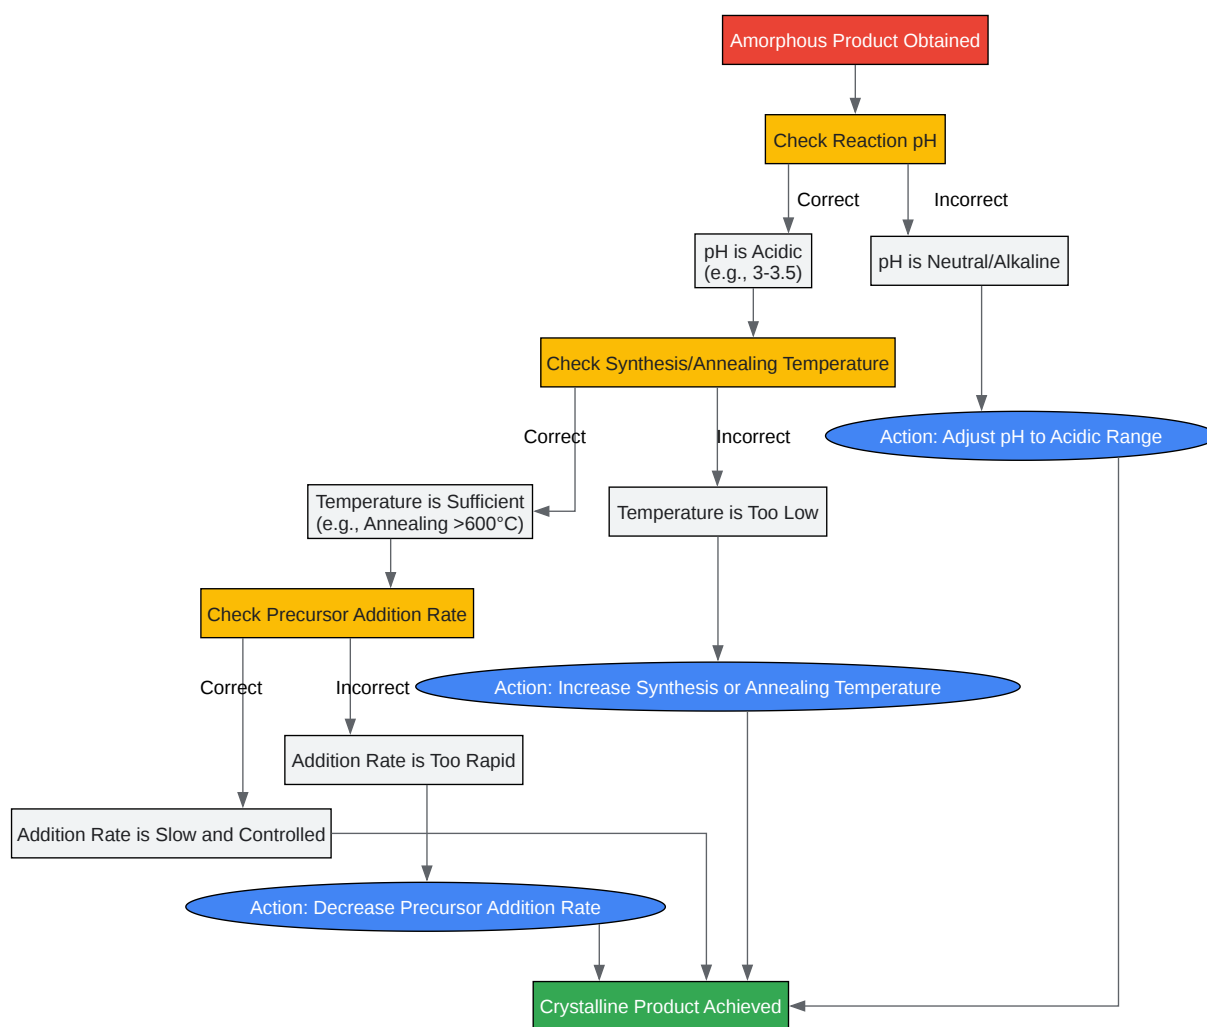 Amorphous Product Obtained
Check Reaction pH
Correct
Incorrect
pH is Acidic
(e.g., 3-3.5)
pH is Neutral/Alkaline
Check Synthesis/Annealing Temperature
Correct
Incorrect
Action: Adjust pH to Acidic Range
Temperature is Sufficient
(e.g., Annealing >600°C)
Temperature is Too Low
Check Precursor Addition Rate
Correct
Incorrect
Action: Increase Synthesis or Annealing Temperature
Addition Rate is Too Rapid
Addition Rate is Slow and Controlled
Action: Decrease Precursor Addition Rate
Crystalline Product Achieved